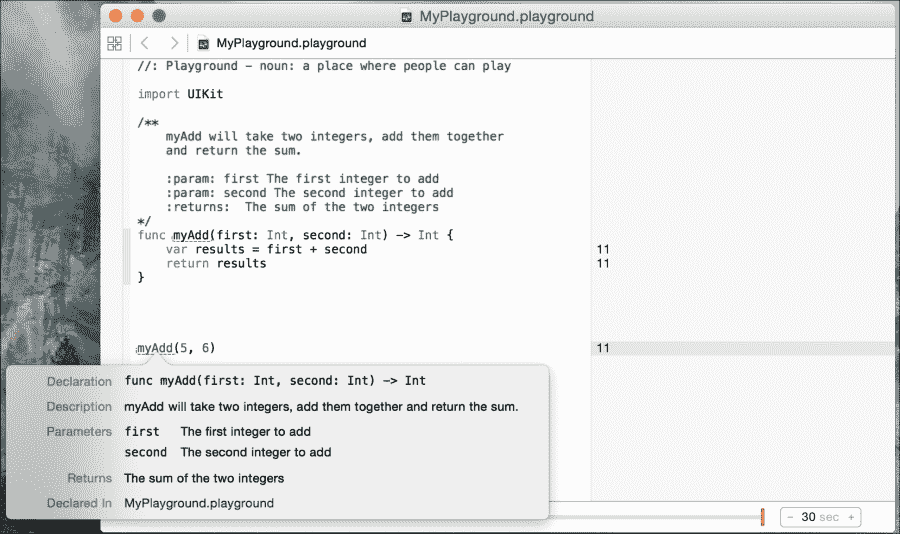 MyPlayground.playground
MyPlayground.playground
//: Playground - noun: a place where people can play
import UIKit
/**
myAdd will take two integers, add them together
and return the sum.
:param: first The first integer to add
:param: second The second integer to add
:returns:  The sum of the two integers
*/
func myAdd(first: Int, second: Int) -> Int {
var results = first + second 11
return results 11
}
myAdd(5, 6) 11
Declaration func myAdd(first: Int, second: Int) -> Int
Description myAdd will take two integers, add them together and return the sum.
Parameters first The first integer to add
second The second integer to add
Returns The sum of the two integers
Declared In MyPlayground.playground
- 30 sec +